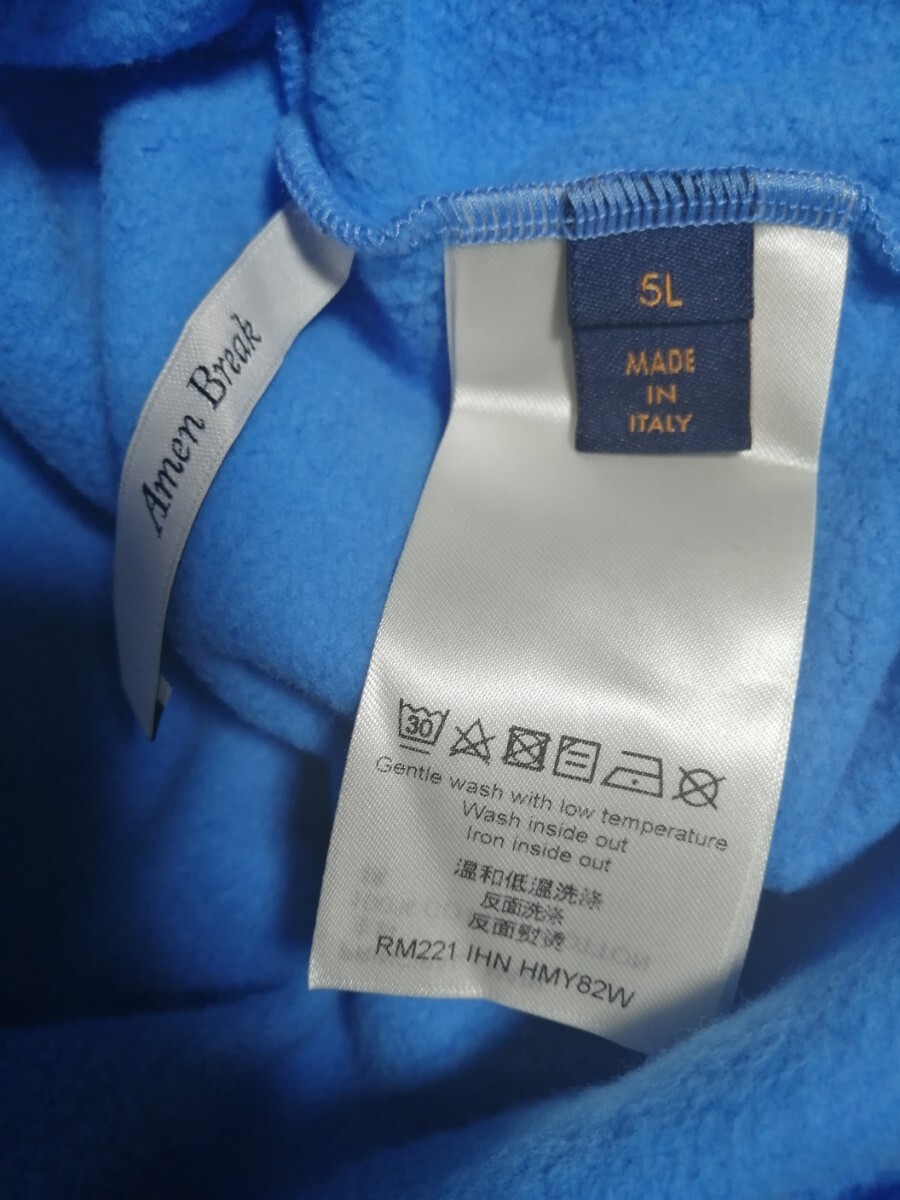 Amen Break
5L
MADE
IN
ITALY
30
Gentle wash with low temperature
Wash inside out
Iron inside out
温和低温洗涤
反面洗涤
反面熨烫
RM221 IHN HMY82W